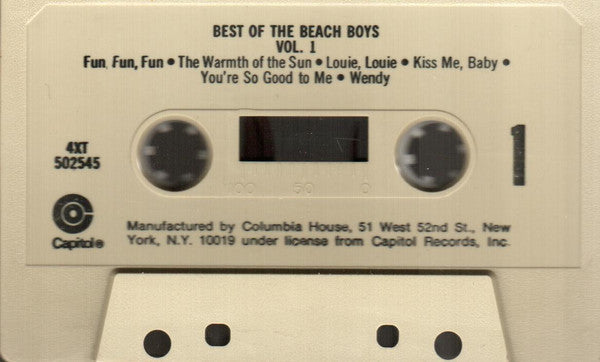 BEST OF THE BEACH BOYS
VOL. 1
Fun, Fun, Fun • The Warmth of the Sun • Louie, Louie • Kiss Me, Baby •
You're So Good to Me • Wendy
4XT
502545
1
100 50 0
Capitol®
Manufactured by Columbia House, 51 West 52nd St., New
York, N.Y. 10019 under license from Capitol Records, Inc.